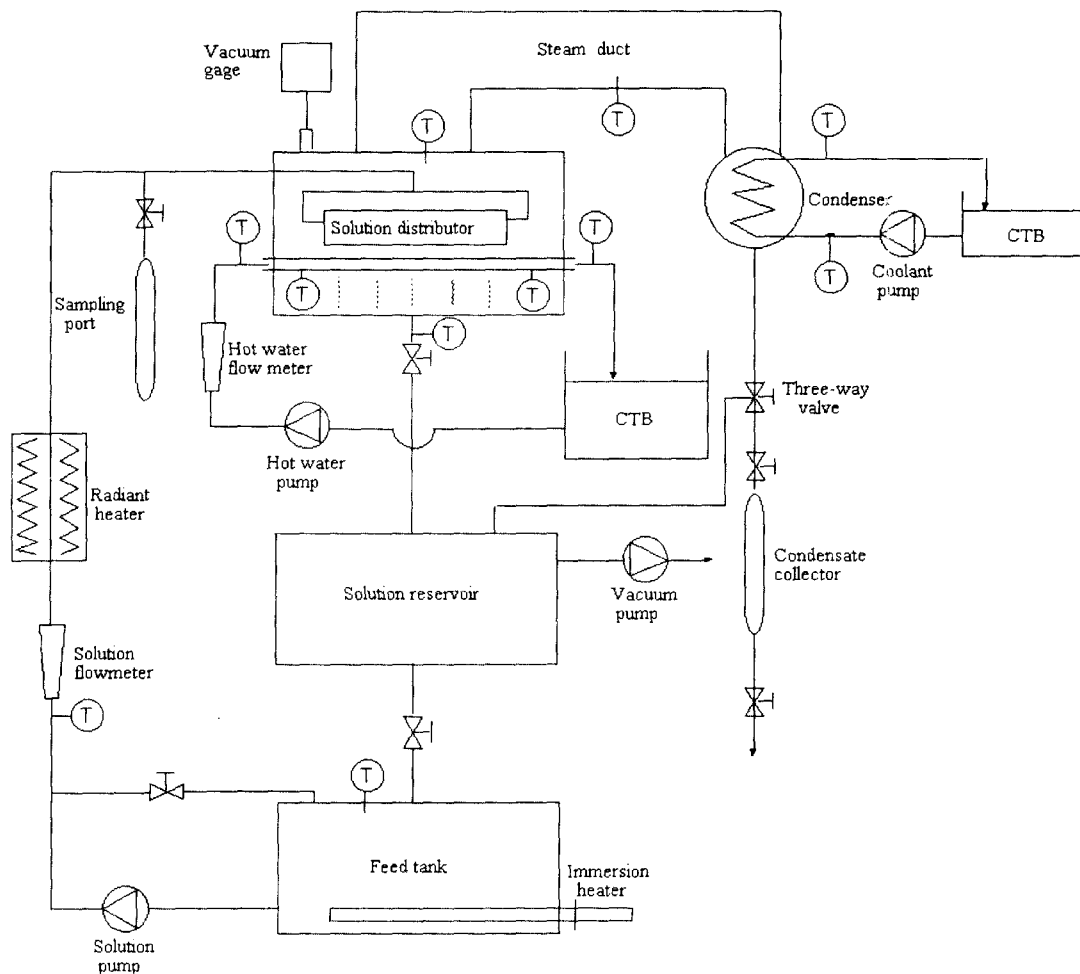 Steam duct
Vacuum
gage
T
T
T
Condenser
Solution distributor
CTB
T
T
T
Coolant
pump
T
T
Sampling
port
T
Hot water
flow meter
Three-way
valve
CTB
Hot water
pump
Radiant
heater
Condensate
collector
Solution reservoir
Vacuum
pump
Solution
flowmeter
T
T
Feed tank
Immersion
heater
Solution
pump